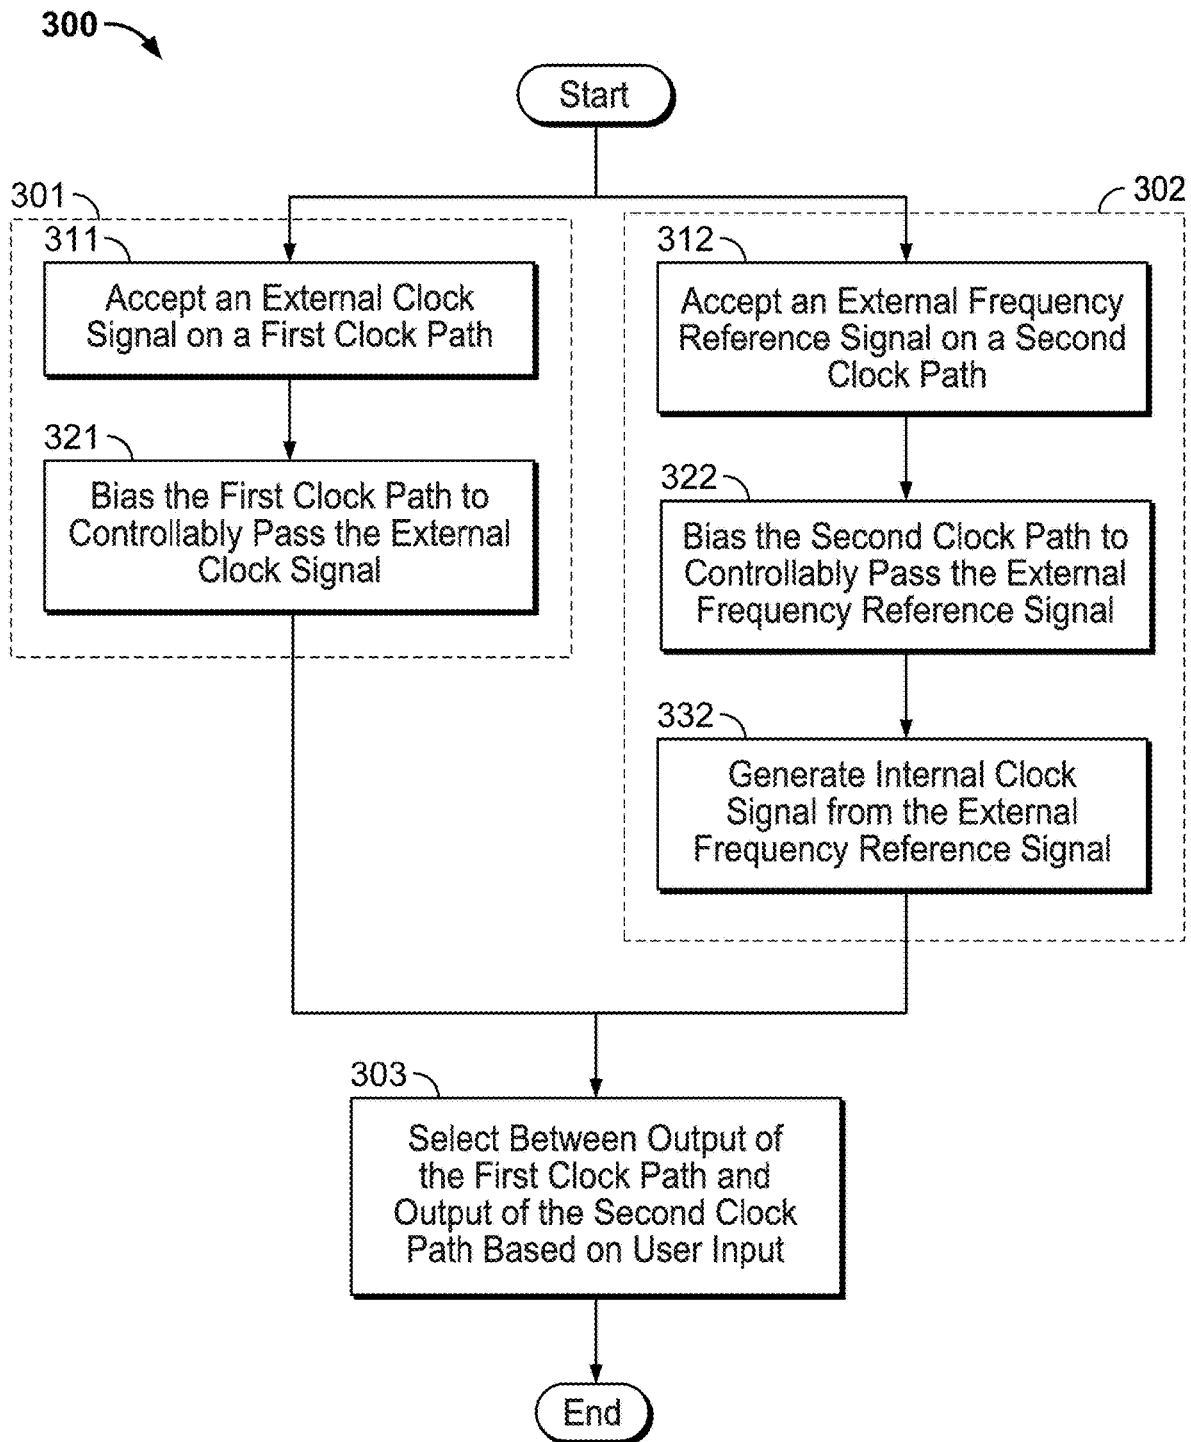 300
Start
301
302
311
Accept an External Clock
Signal on a First Clock Path
312
Accept an External Frequency
Reference Signal on a Second
Clock Path
321
Bias the First Clock Path to
Controllably Pass the External
Clock Signal
322
Bias the Second Clock Path to
Controllably Pass the External
Frequency Reference Signal
332
Generate Internal Clock
Signal from the External
Frequency Reference Signal
303
Select Between Output of
the First Clock Path and
Output of the Second Clock
Path Based on User Input
End